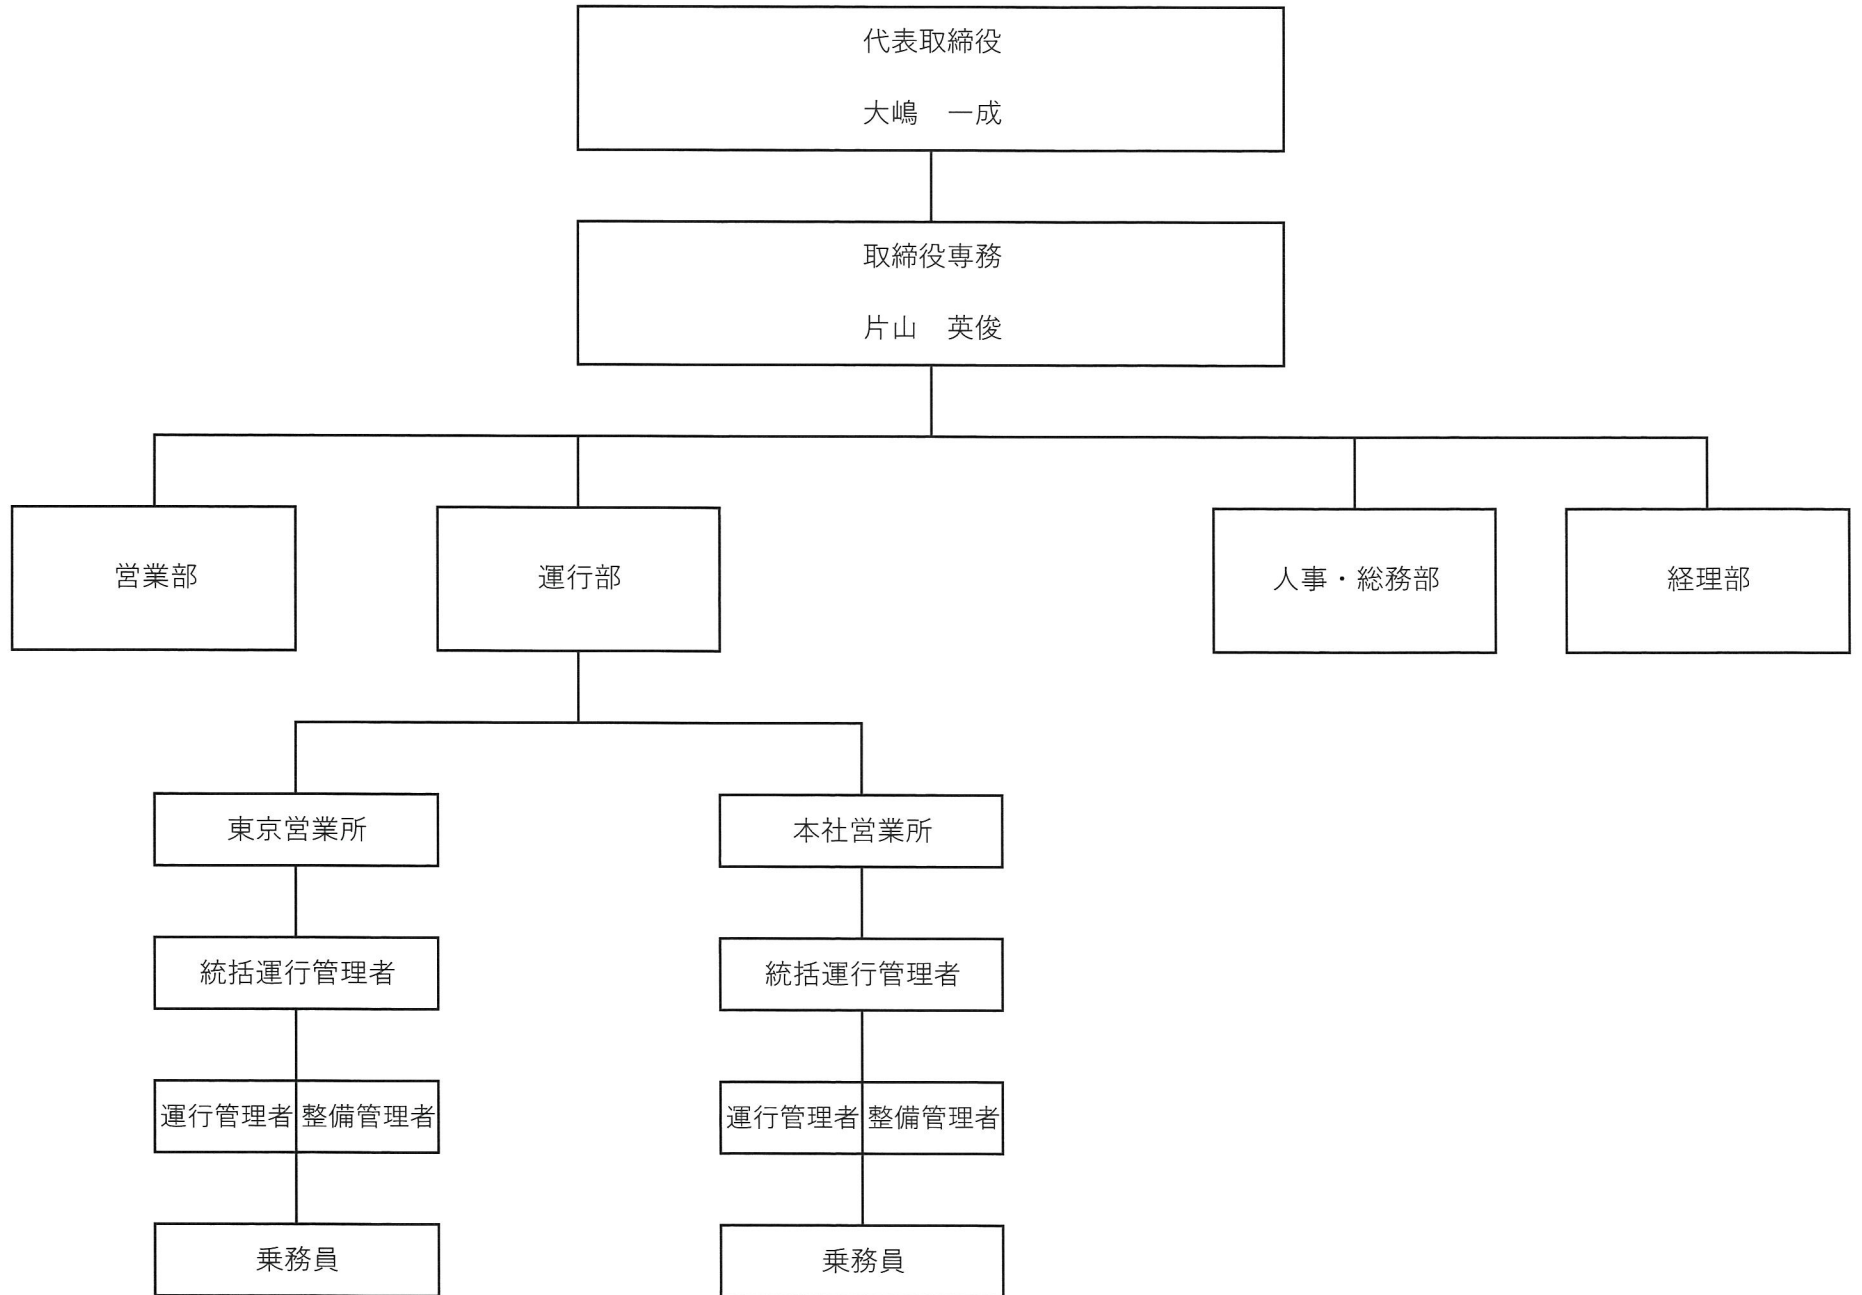 代表取締役
大嶋　一成
取締役専務
片山　英俊
営業部
運行部
人事・総務部
経理部
東京営業所
本社営業所
統括運行管理者
統括運行管理者
運行管理者
整備管理者
運行管理者
整備管理者
乗務員
乗務員